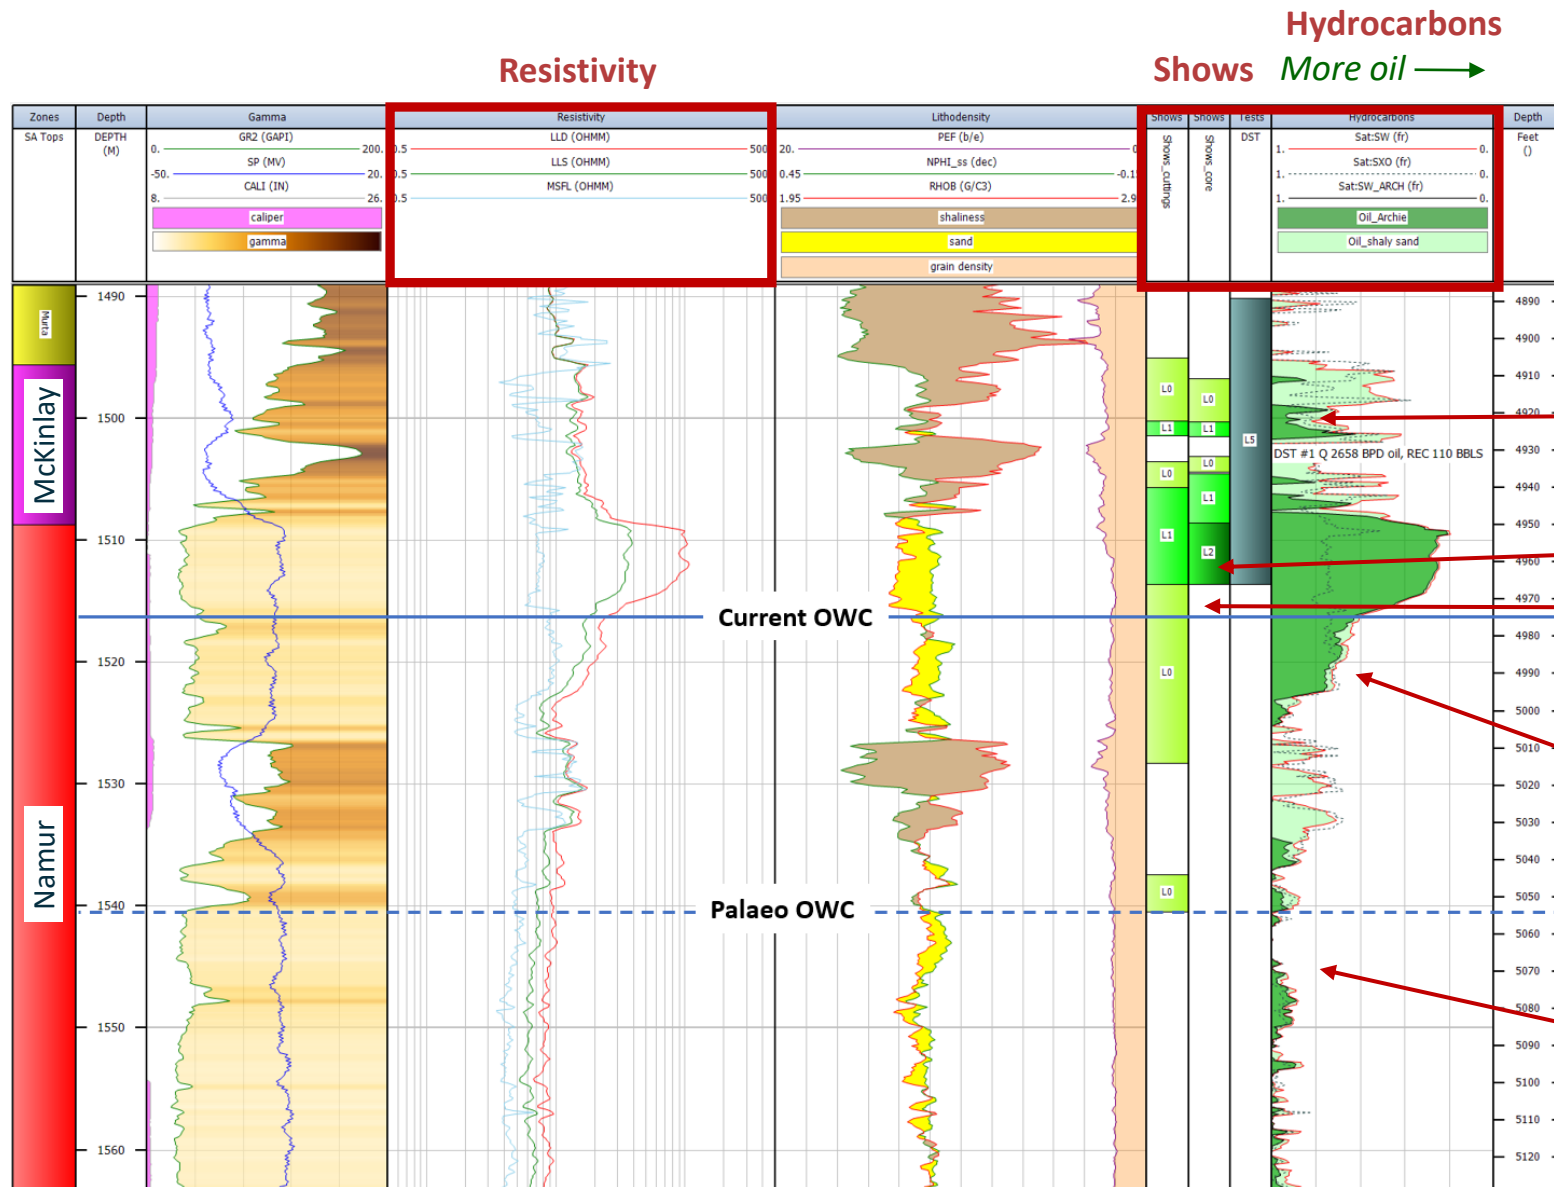 Hydrocarbons
Resistivity
Shows More oil
Zones Depth Gamma Resistivity Lithodensity Shows Shows Tests Hydrocarbons Depth
SA Tops
DEPTH
(M)
GR2 (GAPI)
0. 200.
SP (MV)
-50. 20.
CALI (IN)
8. 26.
caliper
gamma
LLD (OHMM)
0.5 500
LLS (OHMM)
0.5 500
MSFL (OHMM)
0.5 500
PEF (b/e)
20. 0
NPHI_ss (dec)
0.45 -0.15
RHOB (G/C3)
1.95 2.9
shaliness
sand
grain density
Shows_cuttings
Shows_core
DST
Sat:SW (fr)
1. 0.
Sat:SXO (fr)
1. 0.
Sat:SW_ARCH (fr)
1. 0.
Oil_Archie
Oil_shaly sand
Feet
()
Murta
McKinlay
Namur
1490
1500
1510
1520
1530
1540
1550
1560
Current OWC
Palaeo OWC
L0
L1
L0
L1
L0
L0
L0
L1
L0
L1
L2
L5
DST #1 Q 2658 BPD oil, REC 110 BBLS
4890
4900
4910
4920
4930
4940
4950
4960
4970
4980
4990
5000
5010
5020
5030
5040
5050
5060
5070
5080
5090
5100
5110
5120